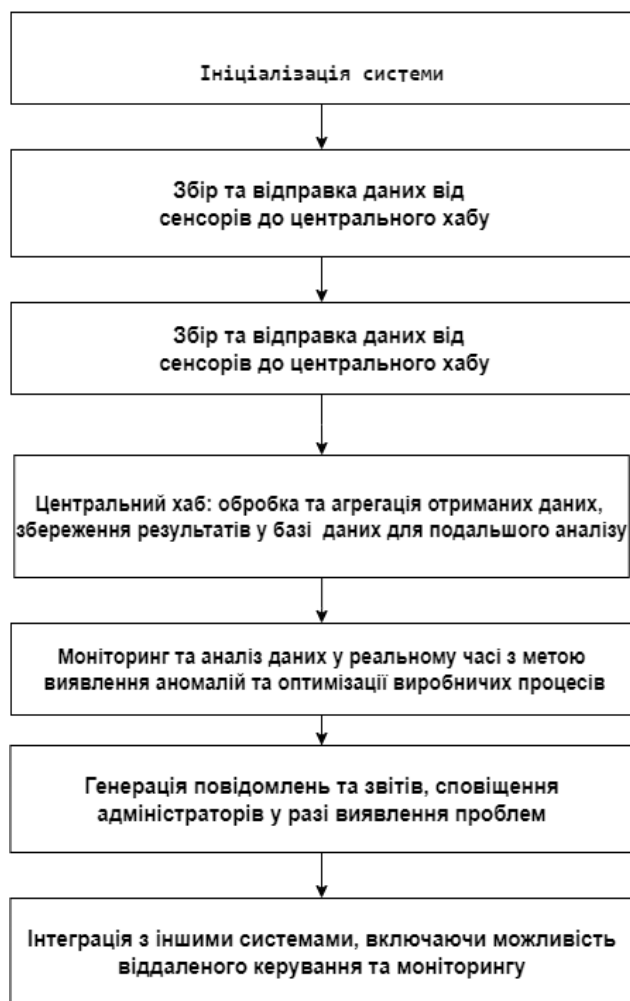 Ініціалізація системи
Збір та відправка даних від
сенсорів до центрального хабу
Збір та відправка даних від
сенсорів до центрального хабу
Центральний хаб: обробка та агрегація отриманих даних,
збереження результатів у базі даних для подальшого аналізу
Моніторинг та аналіз даних у реальному часі з метою
виявлення аномалій та оптимізації виробничих процесів
Генерація повідомлень та звітів, сповіщення
адміністраторів у разі виявлення проблем
Інтеграція з іншими системами, включаючи можливість
віддаленого керування та моніторингу